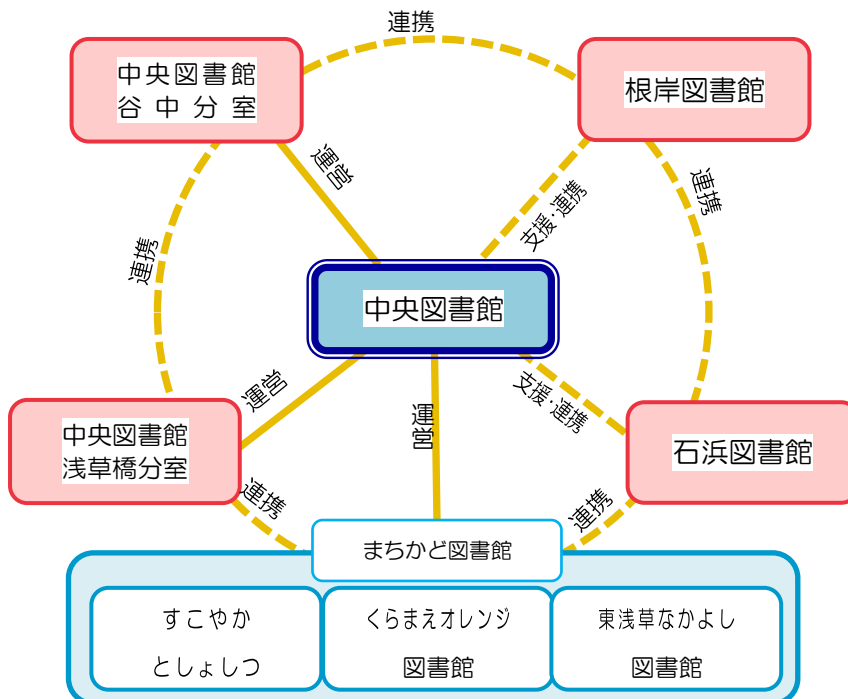 連携
中央図書館
谷中分室
根岸図書館
運営
支援・連携
連携
連携
中央図書館
運営
運営
支援・連携
中央図書館
浅草橋分室
石浜図書館
連携
連携
まちかど図書館
すこやか
としょしつ
くらまえオレンジ
図書館
東浅草なかよし
図書館